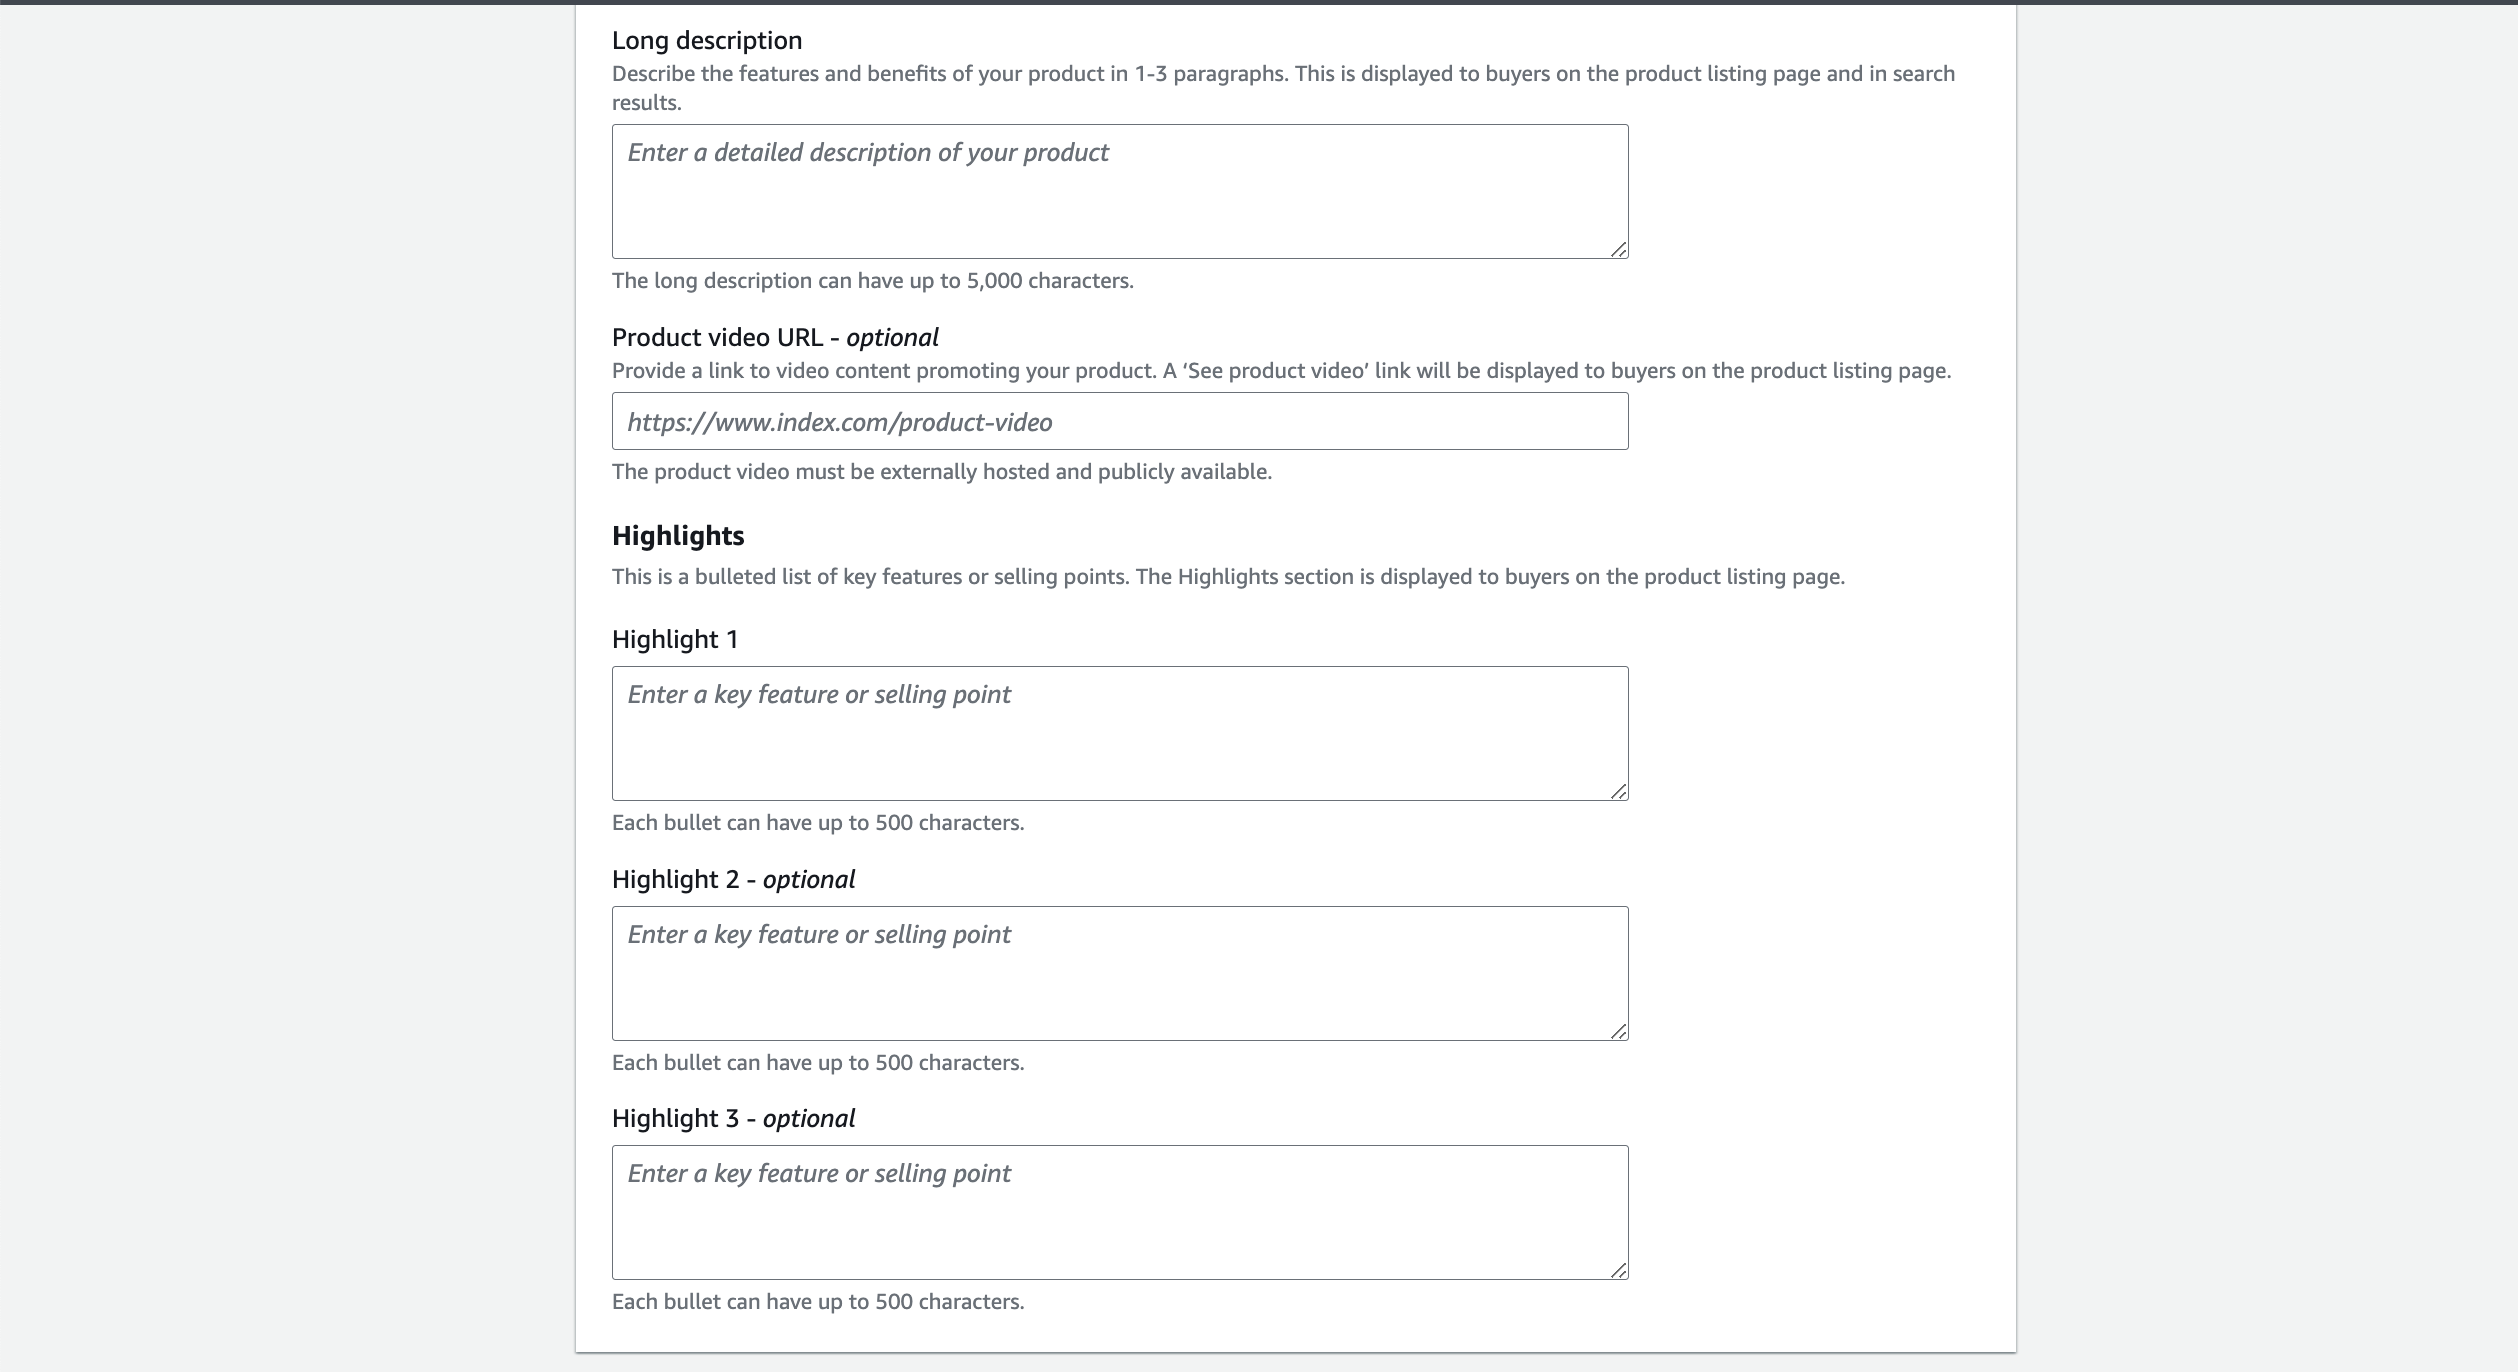 Long description
Describe the features and benefits of your product in 1-3 paragraphs. This is displayed to buyers on the product listing page and in search
results.
Enter a detailed description of your product
The long description can have up to 5,000 characters.
Product video URL - optional
Provide a link to video content promoting your product. A ‘See product video’ link will be displayed to buyers on the product listing page.
https://www.index.com/product-video
The product video must be externally hosted and publicly available.
Highlights
This is a bulleted list of key features or selling points. The Highlights section is displayed to buyers on the product listing page.
Highlight 1
Enter a key feature or selling point
Each bullet can have up to 500 characters.
Highlight 2 - optional
Enter a key feature or selling point
Each bullet can have up to 500 characters.
Highlight 3 - optional
Enter a key feature or selling point
Each bullet can have up to 500 characters.